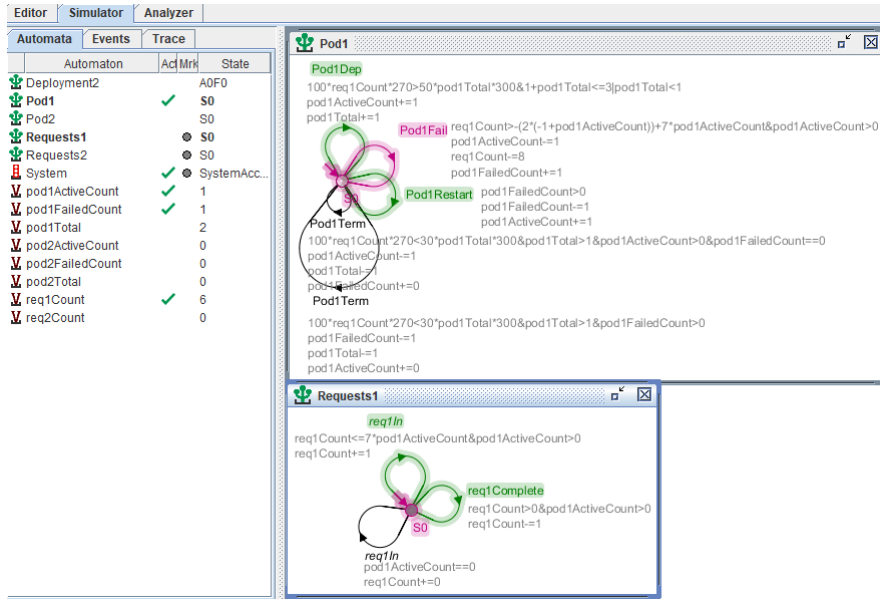 Editor Simulator Analyzer
Automata Events Trace
Automaton Act Mrk State
Deployment2 A0F0
Pod1 S0
Pod2 S0
Requests1 S0
Requests2 S0
System SystemAcc...
pod1ActiveCount 1
pod1FailedCount 1
pod1Total 2
pod2ActiveCount 0
pod2FailedCount 0
pod2Total 0
req1Count 6
req2Count 0
Pod1
Pod1Dep
100*req1Count*270>50*pod1Total*300&1+pod1Total<=3|pod1Total<1
pod1ActiveCount+=1
pod1Total+=1
Pod1Fail
req1Count>-(2*(-1+pod1ActiveCount))+7*pod1ActiveCount&pod1ActiveCount>0
pod1ActiveCount-=1
req1Count-=8
pod1FailedCount+=1
S0
Pod1Restart
pod1FailedCount>0
pod1FailedCount-=1
pod1ActiveCount+=1
Pod1Term
100*req1Count*270<30*pod1Total*300&pod1Total>1&pod1ActiveCount>0&pod1FailedCount==0
pod1ActiveCount-=1
pod1Total-=1
pod1FailedCount+=0
Pod1Term
100*req1Count*270<30*pod1Total*300&pod1Total>1&pod1FailedCount>0
pod1FailedCount-=1
pod1Total-=1
pod1ActiveCount+=0
Requests1
req1In
req1Count<=7*pod1ActiveCount&pod1ActiveCount>0
req1Count+=1
req1Complete
req1Count>0&pod1ActiveCount>0
req1Count-=1
S0
req1In
pod1ActiveCount==0
req1Count+=0